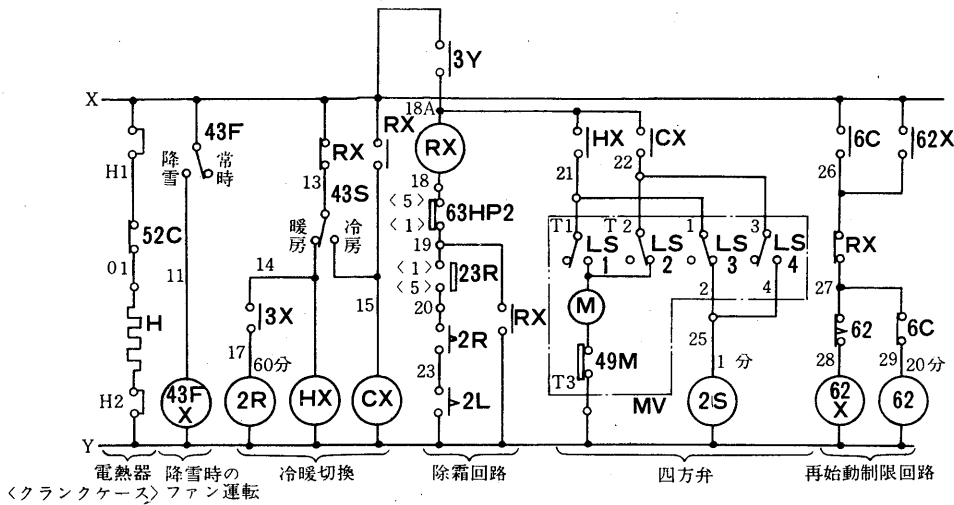 3Y
X
18A
43F
降雪
常時
RX
RX
RX
HX
CX
6C
62X
H1
13
43S
18
21
22
26
<5>
63HP2
<1>
暖房
冷房
52C
19
T1
T2
1
3
RX
01
11
14
<1>
23R
<5>
LS
1
LS
2
LS
3
LS
4
15
20
2
4
27
H
3X
RX
M
62
6C
2R
17
60分
23
49M
25
28
29
20分
1分
H2
43F
X
2R
HX
CX
2L
T3
MV
2S
62
X
62
Y
電熱器
<クランクケース>
降雪時の
ファン運転
冷暖切換
除霜回路
四方弁
再始動制限回路